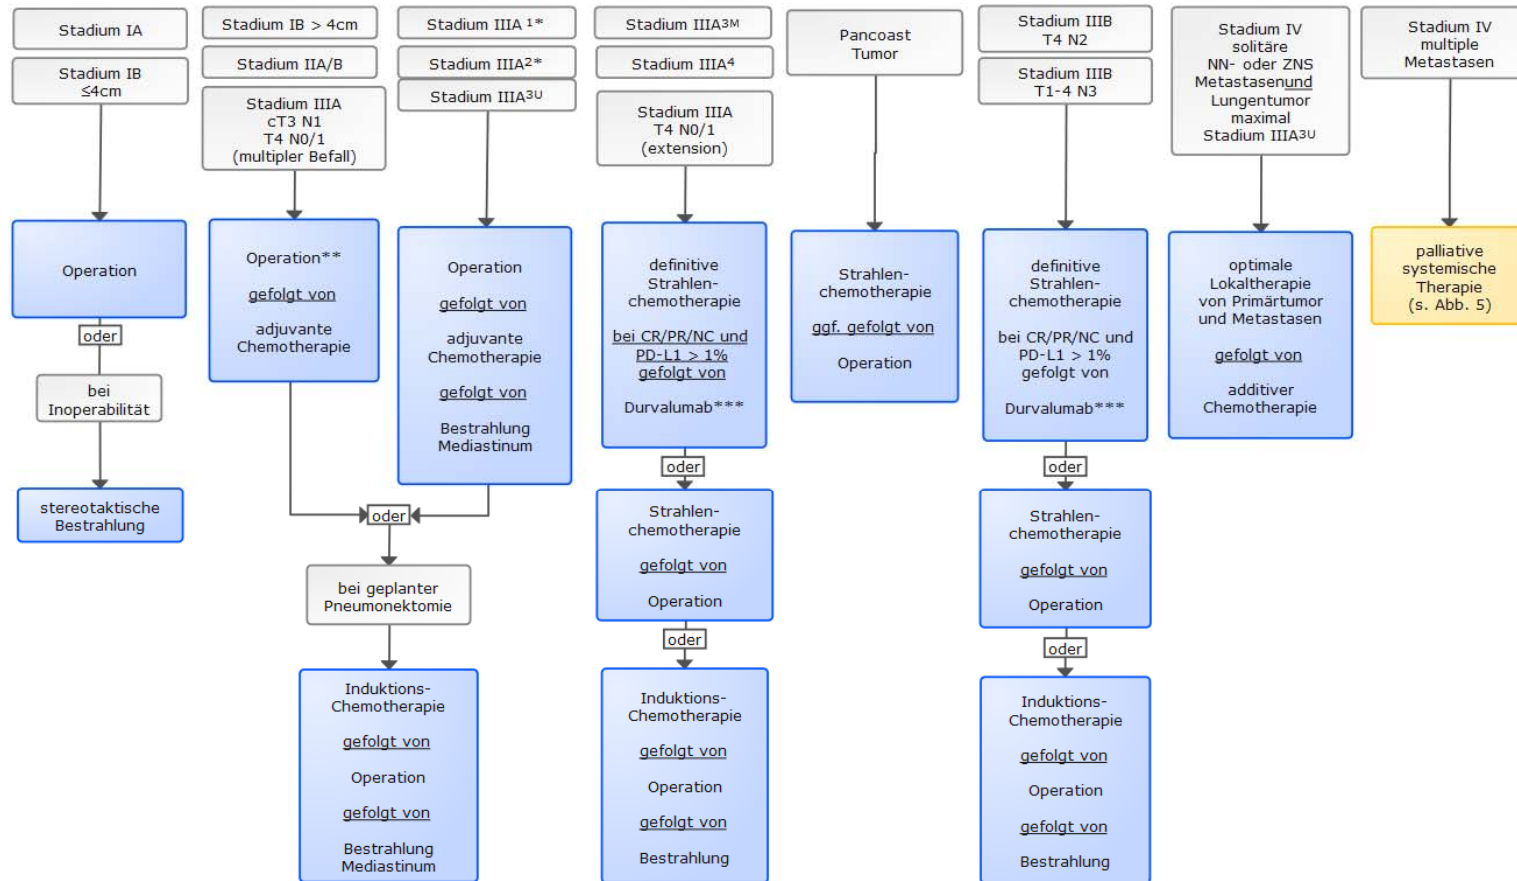 Stadium IA
Stadium IB
≤4cm
Operation
oder
bei
Inoperabilität
stereotaktische
Bestrahlung
Stadium IB > 4cm
Stadium IIA/B
Stadium IIIA
cT3 N1
T4 N0/1
(multipler Befall)
Operation**
gefolgt von
adjuvante
Chemotherapie
Stadium IIIA 1*
Stadium IIIA2*
Stadium IIIA3U
Operation
gefolgt von
adjuvante
Chemotherapie
gefolgt von
Bestrahlung
Mediastinum
oder
bei geplanter
Pneumonektomie
Induktions-
Chemotherapie
gefolgt von
Operation
gefolgt von
Bestrahlung
Mediastinum
Stadium IIIA3M
Stadium IIIA4
Stadium IIIA
T4 N0/1
(extension)
definitive
Strahlen-
chemotherapie
bei CR/PR/NC und
PD-L1 > 1%
gefolgt von
Durvalumab***
oder
Strahlen-
chemotherapie
gefolgt von
Operation
oder
Induktions-
Chemotherapie
gefolgt von
Operation
gefolgt von
Bestrahlung
Pancoast
Tumor
Strahlen-
chemotherapie
ggf. gefolgt von
Operation
Stadium IIIB
T4 N2
Stadium IIIB
T1-4 N3
definitive
Strahlen-
chemotherapie
bei CR/PR/NC und
PD-L1 > 1%
gefolgt von
Durvalumab***
oder
Strahlen-
chemotherapie
gefolgt von
Operation
oder
Induktions-
Chemotherapie
gefolgt von
Operation
gefolgt von
Bestrahlung
Stadium IV
solitäre
NN- oder ZNS
Metastasenund
Lungentumor
maximal
Stadium IIIA3U
optimale
Lokaltherapie
von Primärtumor
und Metastasen
gefolgt von
additiver
Chemotherapie
Stadium IV
multiple
Metastasen
palliative
systemische
Therapie
(s. Abb. 5)